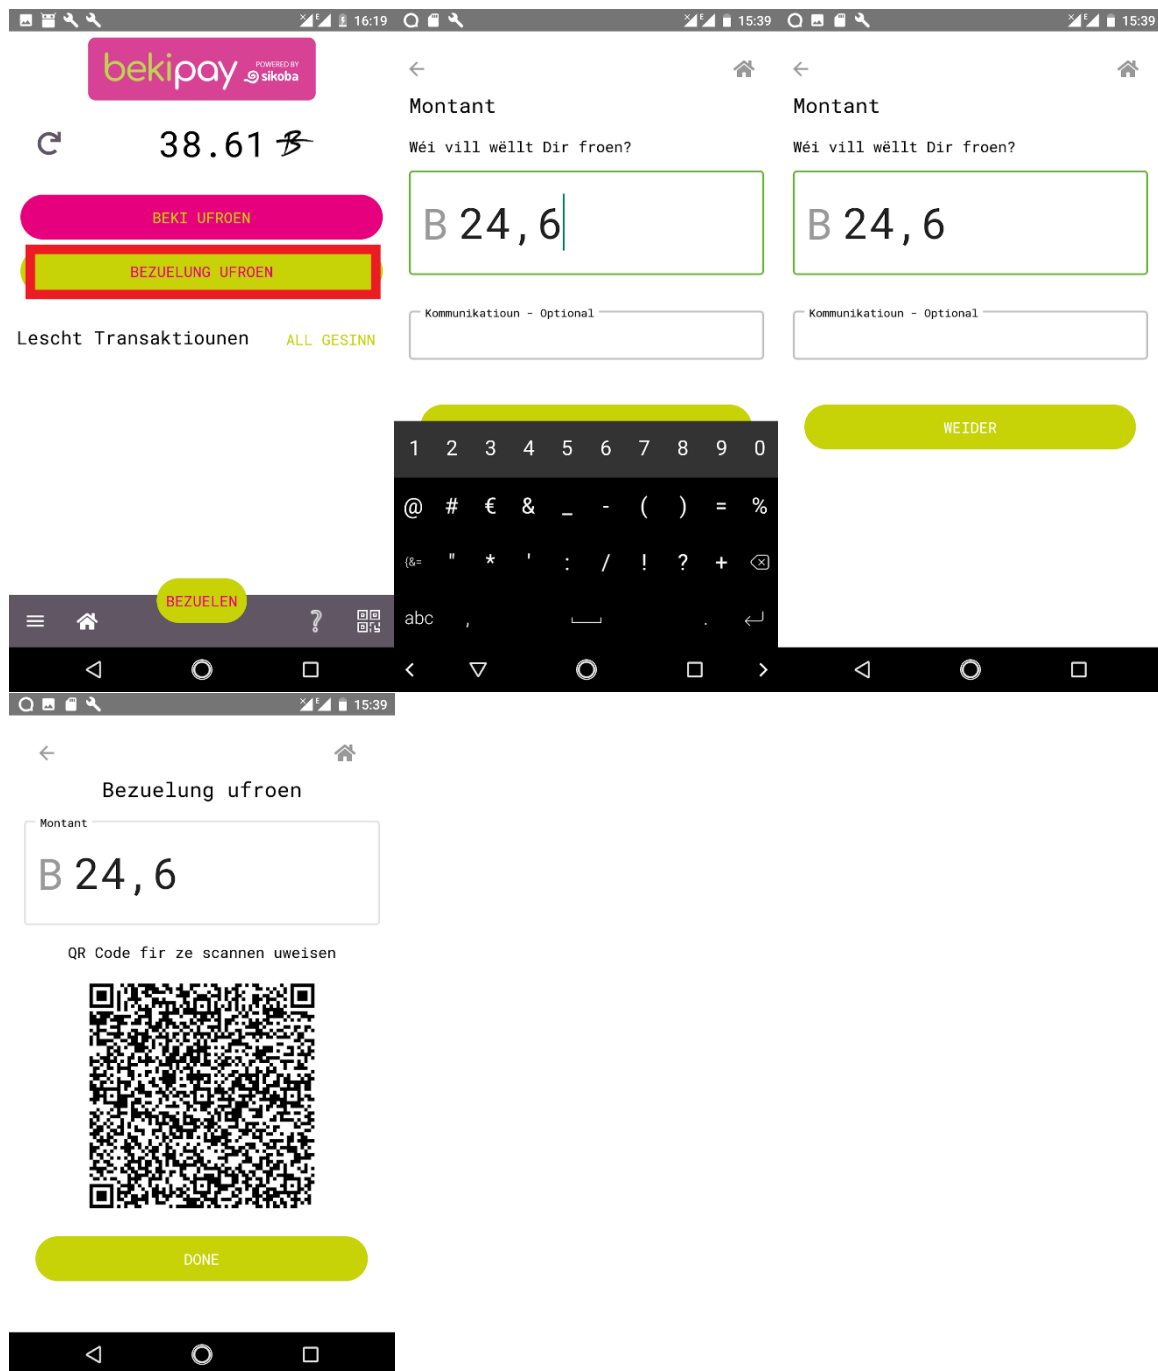 16:19
bekipay POWERED BY sikoba
38.61
BEKI UFROEN
BEZUELUNG UFROEN
Lescht Transaktiounen ALL GESINN
BEZUELEN
15:39
Montant
Wéi vill wëllt Dir froen?
B 24,6
Kommunikatioun - Optional
1 2 3 4 5 6 7 8 9 0
@ # € & _ - ( ) = %
{&= " * ' : / ! ? +
abc , .
15:39
Montant
Wéi vill wëllt Dir froen?
B 24,6
Kommunikatioun - Optional
WEIDER
15:39
Bezuelung ufroen
Montant
B 24,6
QR Code fir ze scannen uweisen
DONE